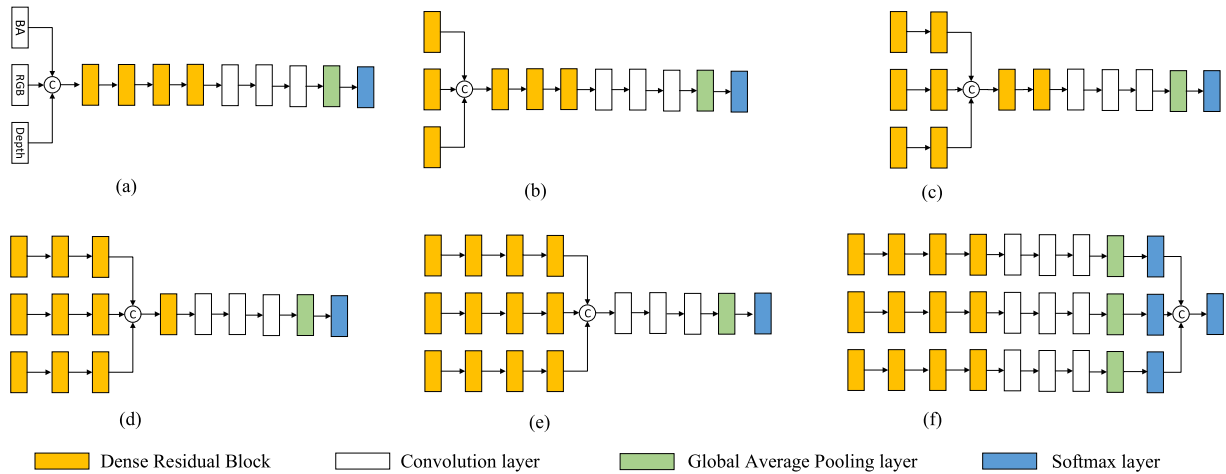 BA
RGB
Depth
C
(a)
C
(b)
C
(c)
C
(d)
C
(e)
C
(f)
Dense Residual Block
Convolution layer
Global Average Pooling layer
Softmax layer